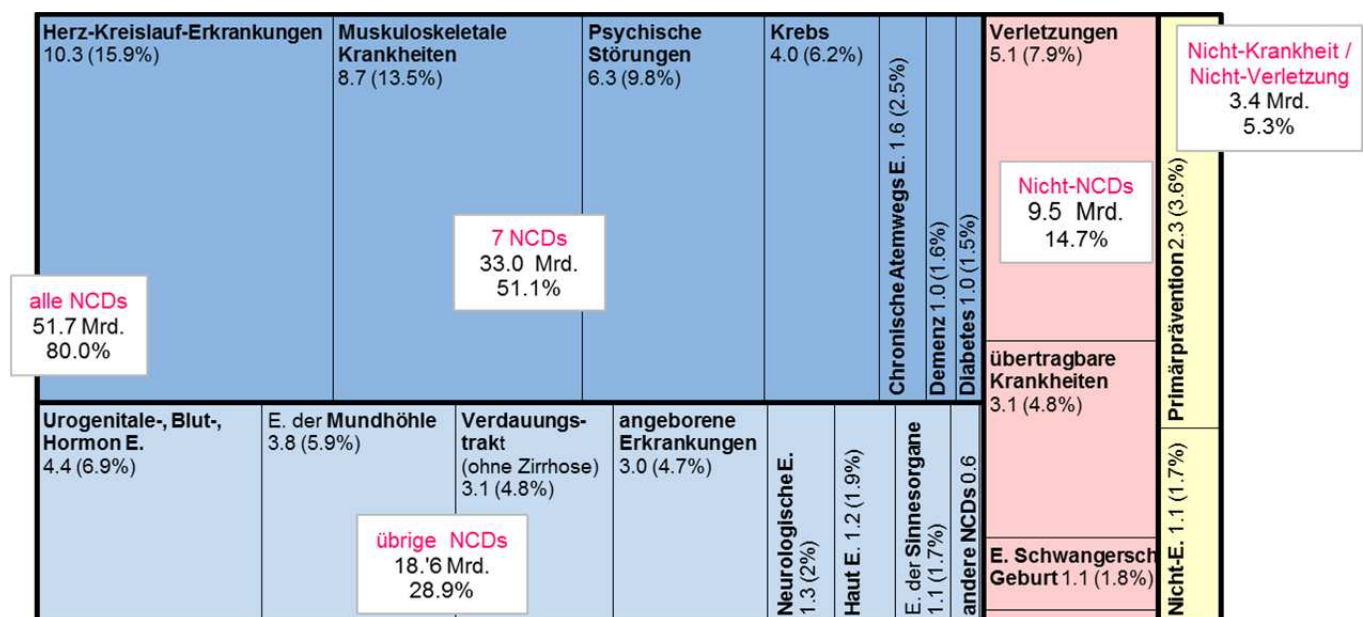 Herz-Kreislauf-Erkrankungen
10.3 (15.9%)
Muskuloskeletale
Krankheiten
8.7 (13.5%)
Psychische
Störungen
6.3 (9.8%)
Krebs
4.0 (6.2%)
Chronische Atemwegs E. 1.6 (2.5%)
Demenz 1.0 (1.6%)
Diabetes 1.0 (1.5%)
Verletzungen
5.1 (7.9%)
Nicht-Krankheit /
Nicht-Verletzung
3.4 Mrd.
5.3%
Nicht-NCDs
9.5 Mrd.
14.7%
Primärprävention 2.3 (3.6%)
7 NCDs
33.0 Mrd.
51.1%
alle NCDs
51.7 Mrd.
80.0%
übertragbare
Krankheiten
3.1 (4.8%)
Urogenitale-, Blut-,
Hormon E.
4.4 (6.9%)
E. der Mundhöhle
3.8 (5.9%)
Verdauungs-
trakt
(ohne Zirrhose)
3.1 (4.8%)
angeborene
Erkrankungen
3.0 (4.7%)
Neurologische E.
1.3 (2%)
Haut E. 1.2 (1.9%)
E. der Sinnesorgane
1.1 (1.7%)
andere NCDs 0.6
übrige NCDs
18.'6 Mrd.
28.9%
E. Schwangersch
Geburt 1.1 (1.8%)
Nicht-E. 1.1 (1.7%)